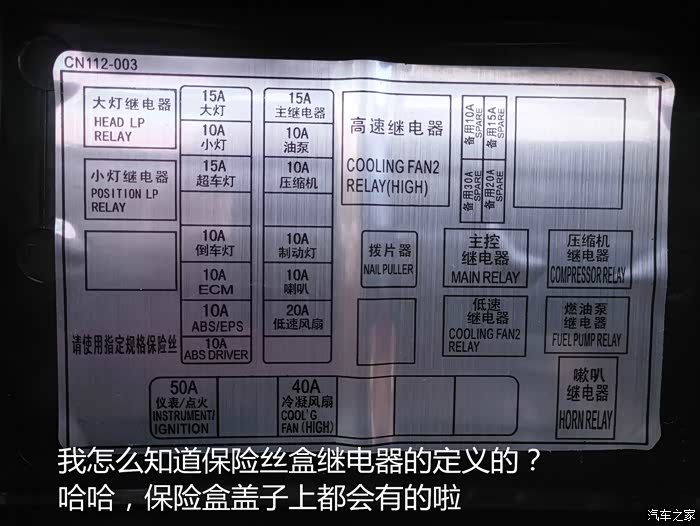 CN112-003
大灯继电器
HEAD LP
RELAY
小灯继电器
POSITION LP
RELAY
请使用指定规格保险丝
15A
大灯
10A
小灯
15A
超车灯
10A
倒车灯
10A
ECM
10A
ABS/EPS
10A
ABS DRIVER
15A
主继电器
10A
油泵
10A
压缩机
10A
制动灯
10A
喇叭
20A
低速风扇
高速继电器
COOLING FAN2
RELAY(HIGH)
备用10A
SPARE
备用15A
SPARE
备用30A
SPARE
备用20A
SPARE
拨片器
NAIL PULLER
主控
继电器
MAIN RELAY
压缩机
继电器
COMPRESSOR RELAY
低速
继电器
COOLING FAN2
RELAY
燃油泵
继电器
FUEL PUMP RELAY
喇叭
继电器
HORN RELAY
50A
仪表/点火
INSTRUMENT/
IGNITION
40A
冷凝风扇
COOL'G
FAN (HIGH)
我怎么知道保险丝盒继电器的定义的？
哈哈，保险盒盖子上都会有的啦
汽车之家